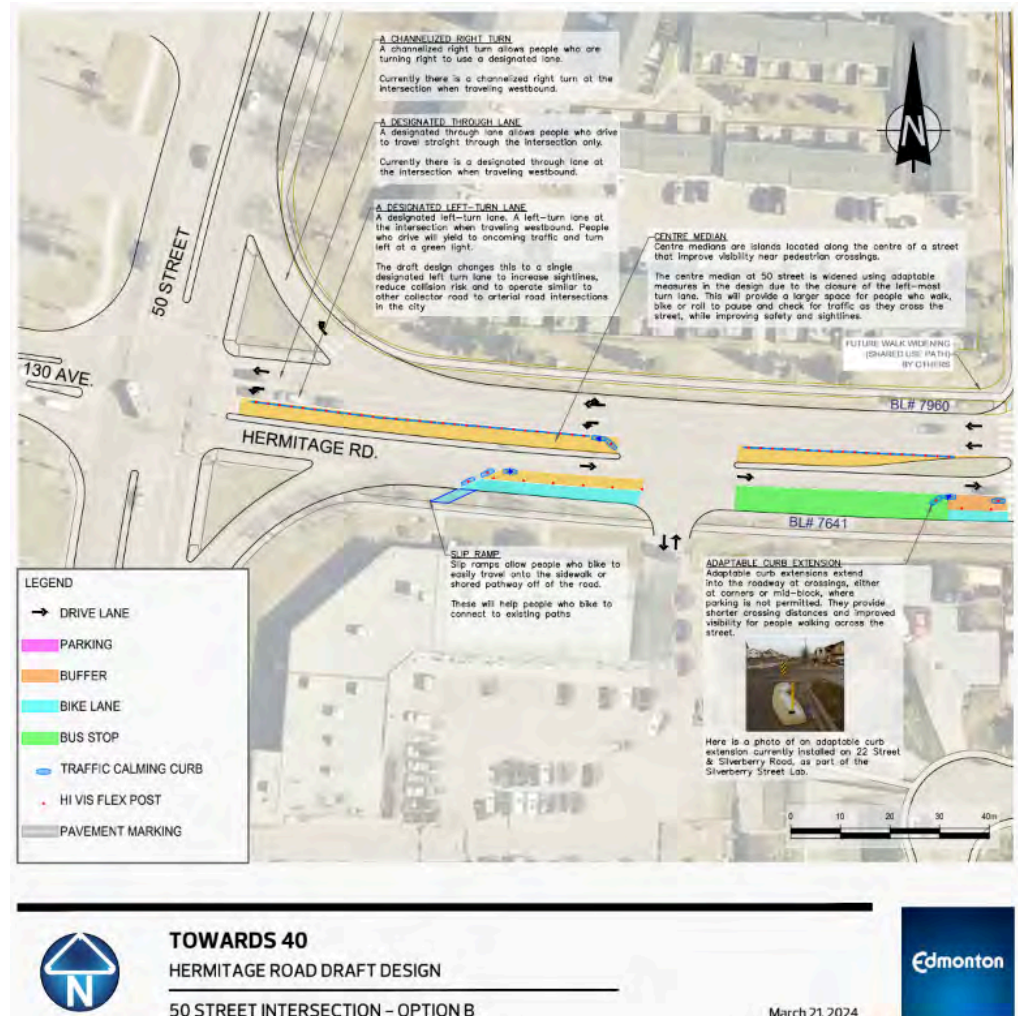 A CHANNELIZED RIGHT TURN
A channelized right turn allows people who are
turning right to use a designated lane.
Currently there is a channelized right turn at the
intersection when traveling westbound.
A DESIGNATED THROUGH LANE
A designated through lane allows people who drive
to travel straight through the intersection only.
Currently there is a designated through lane at
the intersection when traveling westbound.
A DESIGNATED LEFT-TURN LANE
A designated left-turn lane. A left-turn lane at
the intersection when traveling westbound. People
who drive will yield to oncoming traffic and turn
left at a green light.
The draft design changes this to a single
designated left turn lane to increase sightlines,
reduce collision risk and to operate similar to
other collector road to arterial road intersections
in the city
N
CENTRE MEDIAN
Centre medians are islands located along the centre of a street
that improve visibility near pedestrian crossings.
The centre median at 50 street is widened using adaptable
measures in the design due to the closure of the left-most
turn lane. This will provide a larger space for people who walk,
bike or roll to pause and check for traffic as they cross the
street, while improving safety and sightlines.
50 STREET
FUTURE WALK WIDENING
(SHARED USE PATH)
BY OTHERS
130 AVE.
BL# 7960
HERMITAGE RD.
BL# 7641
SLIP RAMP
Slip ramps allow people who bike to
easily travel onto the sidewalk or
shared pathway off of the road.
These will help people who bike to
connect to existing paths
ADAPTABLE CURB EXTENSION
Adaptable curb extensions extend
into the roadway at crossings, either
at corners or mid-block, where
parking is not permitted. They provide
shorter crossing distances and improved
visibility for people walking across the
street.
Here is a photo of an adaptable curb
extension currently installed on 22 Street
& Silverberry Road, as part of the
Silverberry Street Lab.
LEGEND
DRIVE LANE
PARKING
BUFFER
BIKE LANE
BUS STOP
TRAFFIC CALMING CURB
HI VIS FLEX POST
PAVEMENT MARKING
0 10 20 30 40m
N
TOWARDS 40
HERMITAGE ROAD DRAFT DESIGN
50 STREET INTERSECTION – OPTION B
March 21, 2024
Edmonton